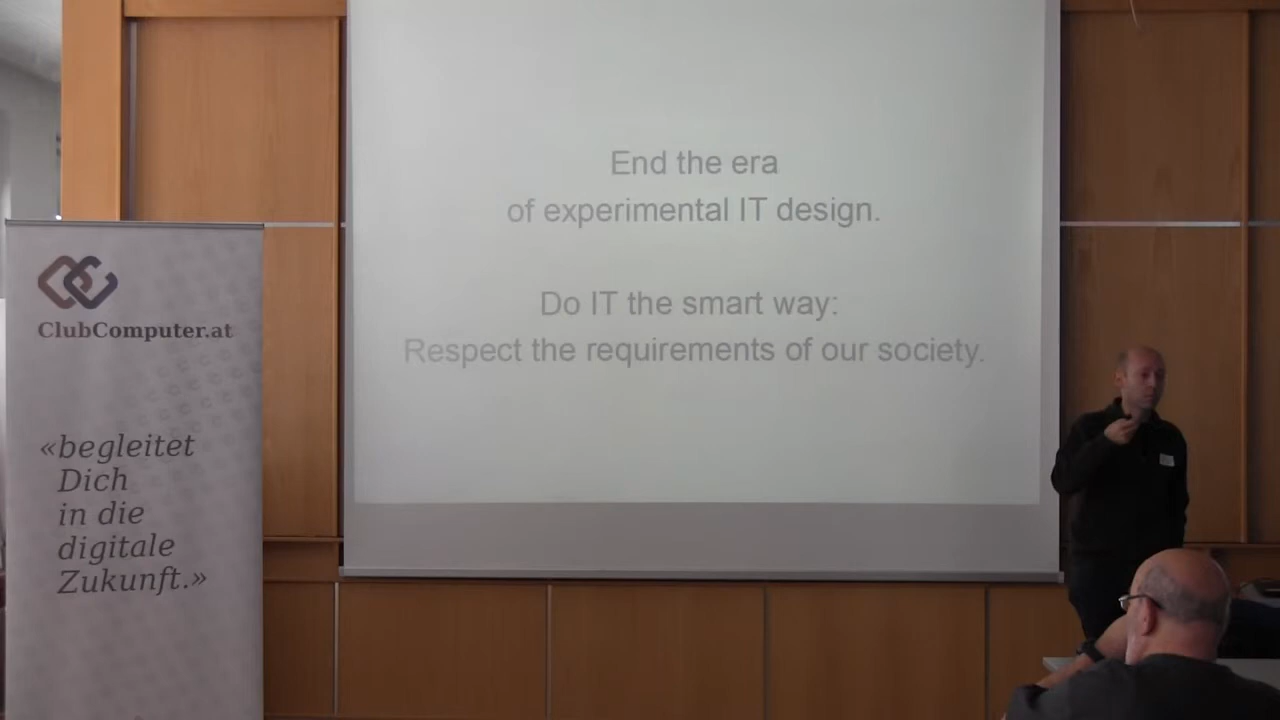 End the era
of experimental IT design.
Do IT the smart way:
Respect the requirements of our society.
ClubComputer.at
«begleitet
Dich
in die
digitale
Zukunft.»